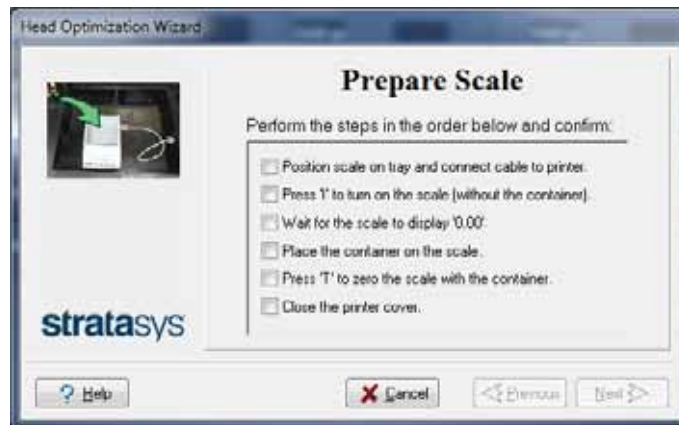 Head Optimization Wizard
Prepare Scale
Perform the steps in the order below and confirm:
Position scale on tray and connect cable to printer.
Press '1' to turn on the scale (without the container).
Wait for the scale to display '0.00'.
Place the container on the scale.
Press 'T' to zero the scale with the container.
Close the printer cover.
stratasys
? Help
Cancel
Previous
Next